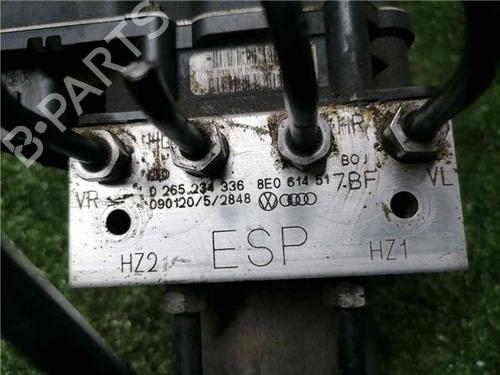 B-PARTS
HL HR
BOJ
0 265 234 336 8E0 614 517.BF
VR 090120/5/2848 VL
HZ2 ESP HZ1